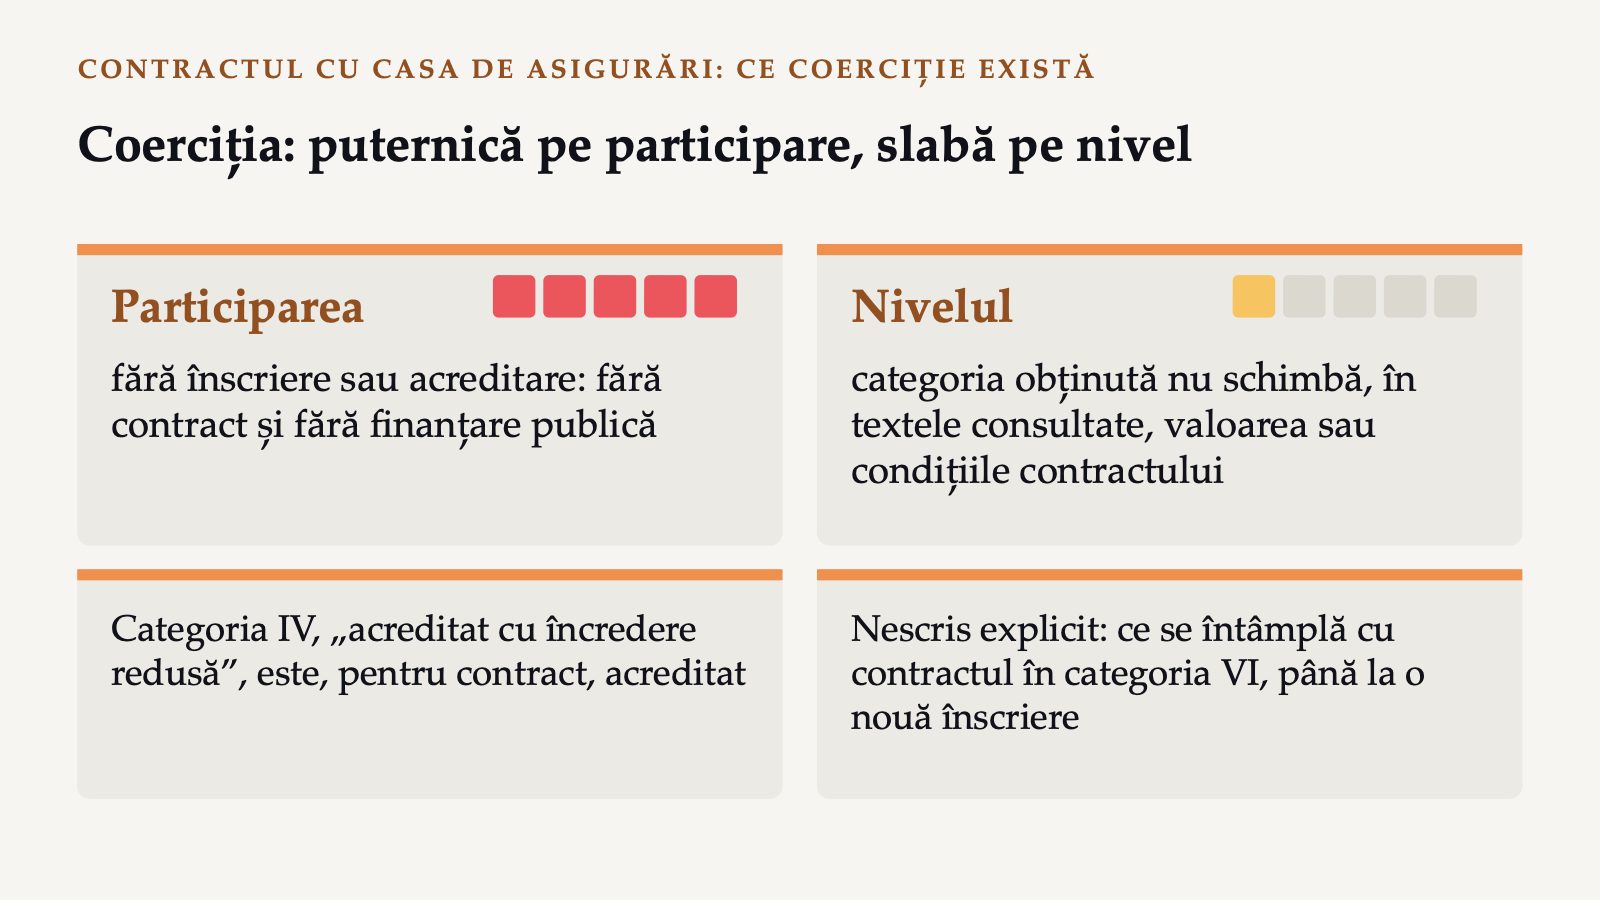 CONTRACTUL CU CASA DE ASIGURĂRI: CE COERCIȚIE EXISTĂ
Coerciția: puternică pe participare, slabă pe nivel
Participarea
fără înscriere sau acreditare: fără
contract și fără finanțare publică
Nivelul
categoria obținută nu schimbă, în
textele consultate, valoarea sau
condițiile contractului
Categoria IV, „acreditat cu încredere
redusă”, este, pentru contract, acreditat
Nescris explicit: ce se întâmplă cu
contractul în categoria VI, până la o
nouă înscriere